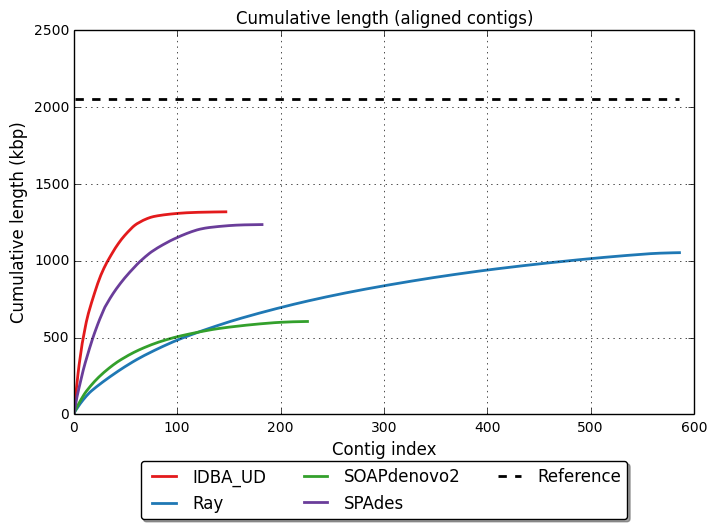 Cumulative length (aligned contigs)
2500
2000
1500
1000
500
0
Cumulative length (kbp)
0 100 200 300 400 500 600
Contig index
IDBA_UD SOAPdenovo2 Reference
Ray SPAdes